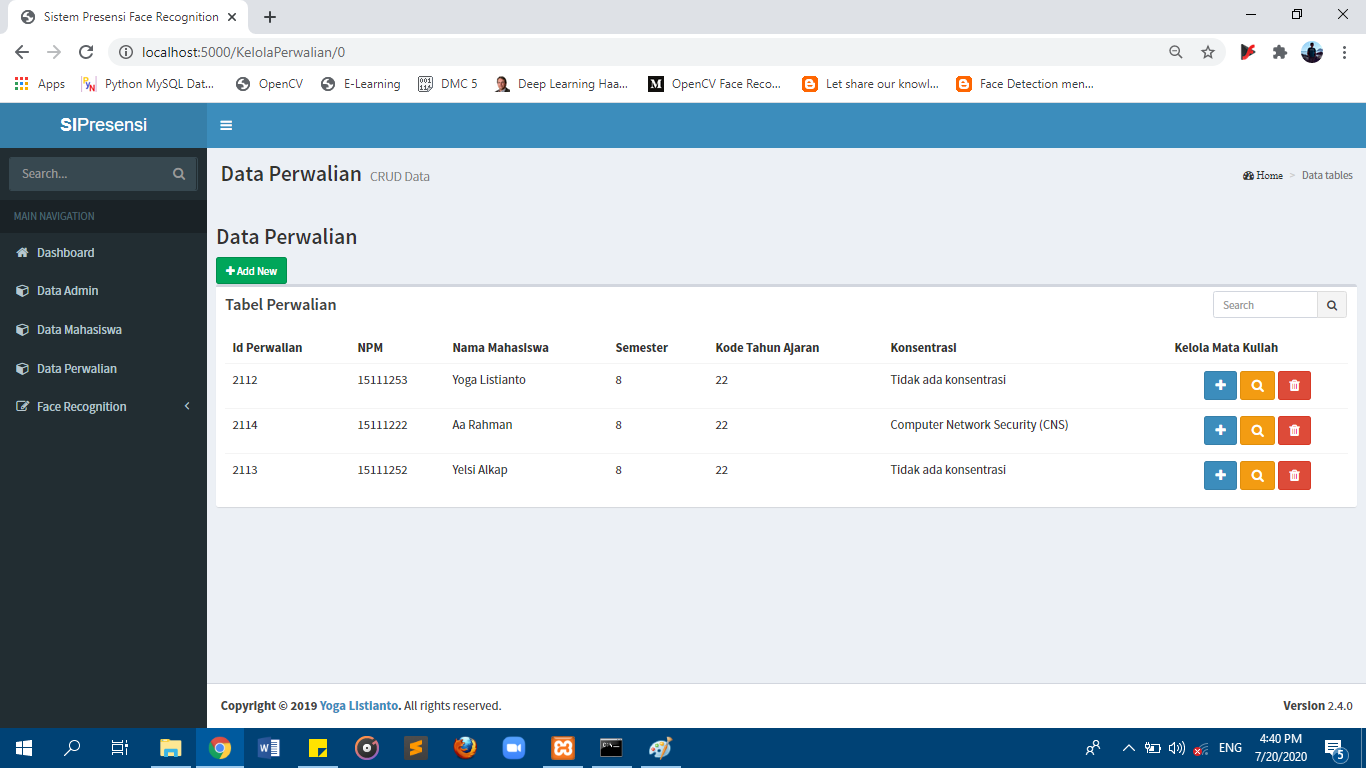 Sistem Presensi Face Recognition
localhost:5000/KelolaPerwalian/0
Apps Python MySQL Dat... OpenCV E-Learning DMC 5 Deep Learning Haa... OpenCV Face Reco... Let share our knowl... Face Detection men...
SIPresensi
Search...
MAIN NAVIGATION
Dashboard
Data Admin
Data Mahasiswa
Data Perwalian
Face Recognition
Data Perwalian CRUD Data
Home > Data tables
Data Perwalian
Add New
Tabel Perwalian
Search
Id Perwalian NPM Nama Mahasiswa Semester Kode Tahun Ajaran Konsentrasi Kelola Mata Kuliah
2112 15111253 Yoga Listianto 8 22 Tidak ada konsentrasi
2114 15111222 Aa Rahman 8 22 Computer Network Security (CNS)
2113 15111252 Yelsi Alkap 8 22 Tidak ada konsentrasi
Copyright © 2019 Yoga Listianto. All rights reserved.
Version 2.4.0
ENG
4:40 PM
7/20/2020
5